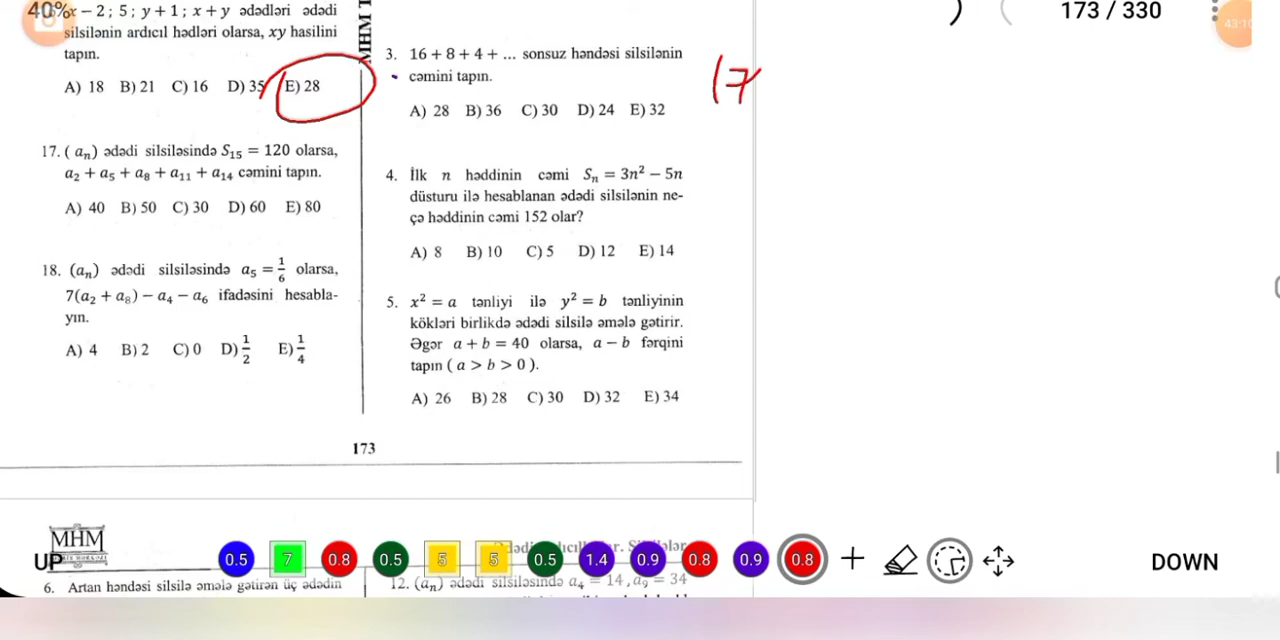 40%
x − 2 ; 5 ; y + 1 ; x + y ədədləri ədədi
silsilənin ardıcıl hədləri olarsa, xy hasilini
tapın.
A) 18 B) 21 C) 16 D) 35 E) 28
17. ( aₙ) ədədi silsiləsində S₁₅ = 120 olarsa,
a₂ + a₅ + a₈ + a₁₁ + a₁₄ cəmini tapın.
A) 40 B) 50 C) 30 D) 60 E) 80
18. (aₙ) ədədi silsiləsində a₅ = 1/6 olarsa,
7(a₂ + a₈) − a₄ − a₆ ifadəsini hesabla-
yın.
A) 4 B) 2 C) 0 D) 1/2 E) 1/4
MHM T
3. 16 + 8 + 4 + ... sonsuz həndəsi silsilənin
cəmini tapın.
A) 28 B) 36 C) 30 D) 24 E) 32
4. İlk n həddinin cəmi Sₙ = 3n² − 5n
düsturu ilə hesablanan ədədi silsilənin ne-
çə həddinin cəmi 152 olar?
A) 8 B) 10 C) 5 D) 12 E) 14
5. x² = a tənliyi ilə y² = b tənliyinin
kökləri birlikdə ədədi silsilə əmələ gətirir.
Əgər a + b = 40 olarsa, a − b fərqini
tapın ( a > b > 0 ).
A) 26 B) 28 C) 30 D) 32 E) 34
173
(7
173 / 330
43:10
MHM
UP
0.5 7 0.8 0.5 5 5 0.5 1.4 0.9 0.8 0.9 0.8 +
DOWN
6. Artan həndəsi silsilə əmələ gətirən üç ədədin
12. (aₙ) ədədi silsiləsində a₄ = 14 , a₉ = 34